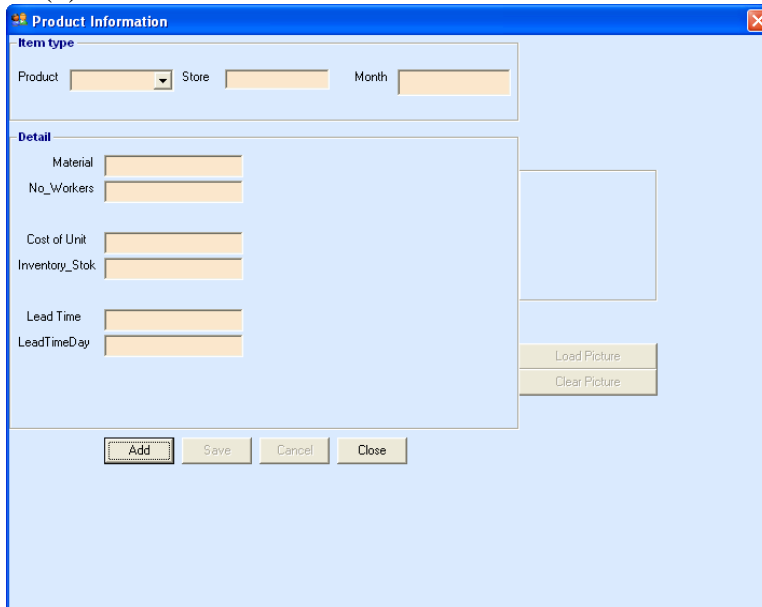 Product Information
Item type
Product Store Month
Detail
Material
No_Workers
Cost of Unit
Inventory_Stok
Lead Time
LeadTimeDay
Load Picture
Clear Picture
Add Save Cancel Close